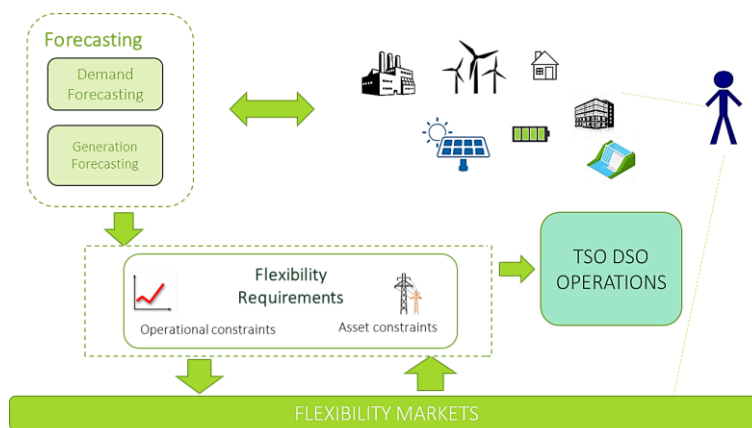 Forecasting
Demand
Forecasting
Generation
Forecasting
Flexibility
Requirements
Operational constraints
Asset constraints
TSO DSO
OPERATIONS
FLEXIBILITY MARKETS